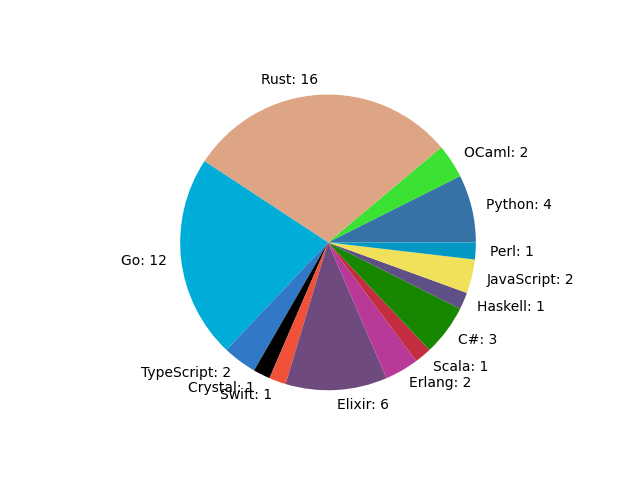 Rust: 16
OCaml: 2
Python: 4
Perl: 1
Go: 12
JavaScript: 2
Haskell: 1
C#: 3
Scala: 1
TypeScript: 2
Erlang: 2
Crystal: 1
Swift: 1
Elixir: 6